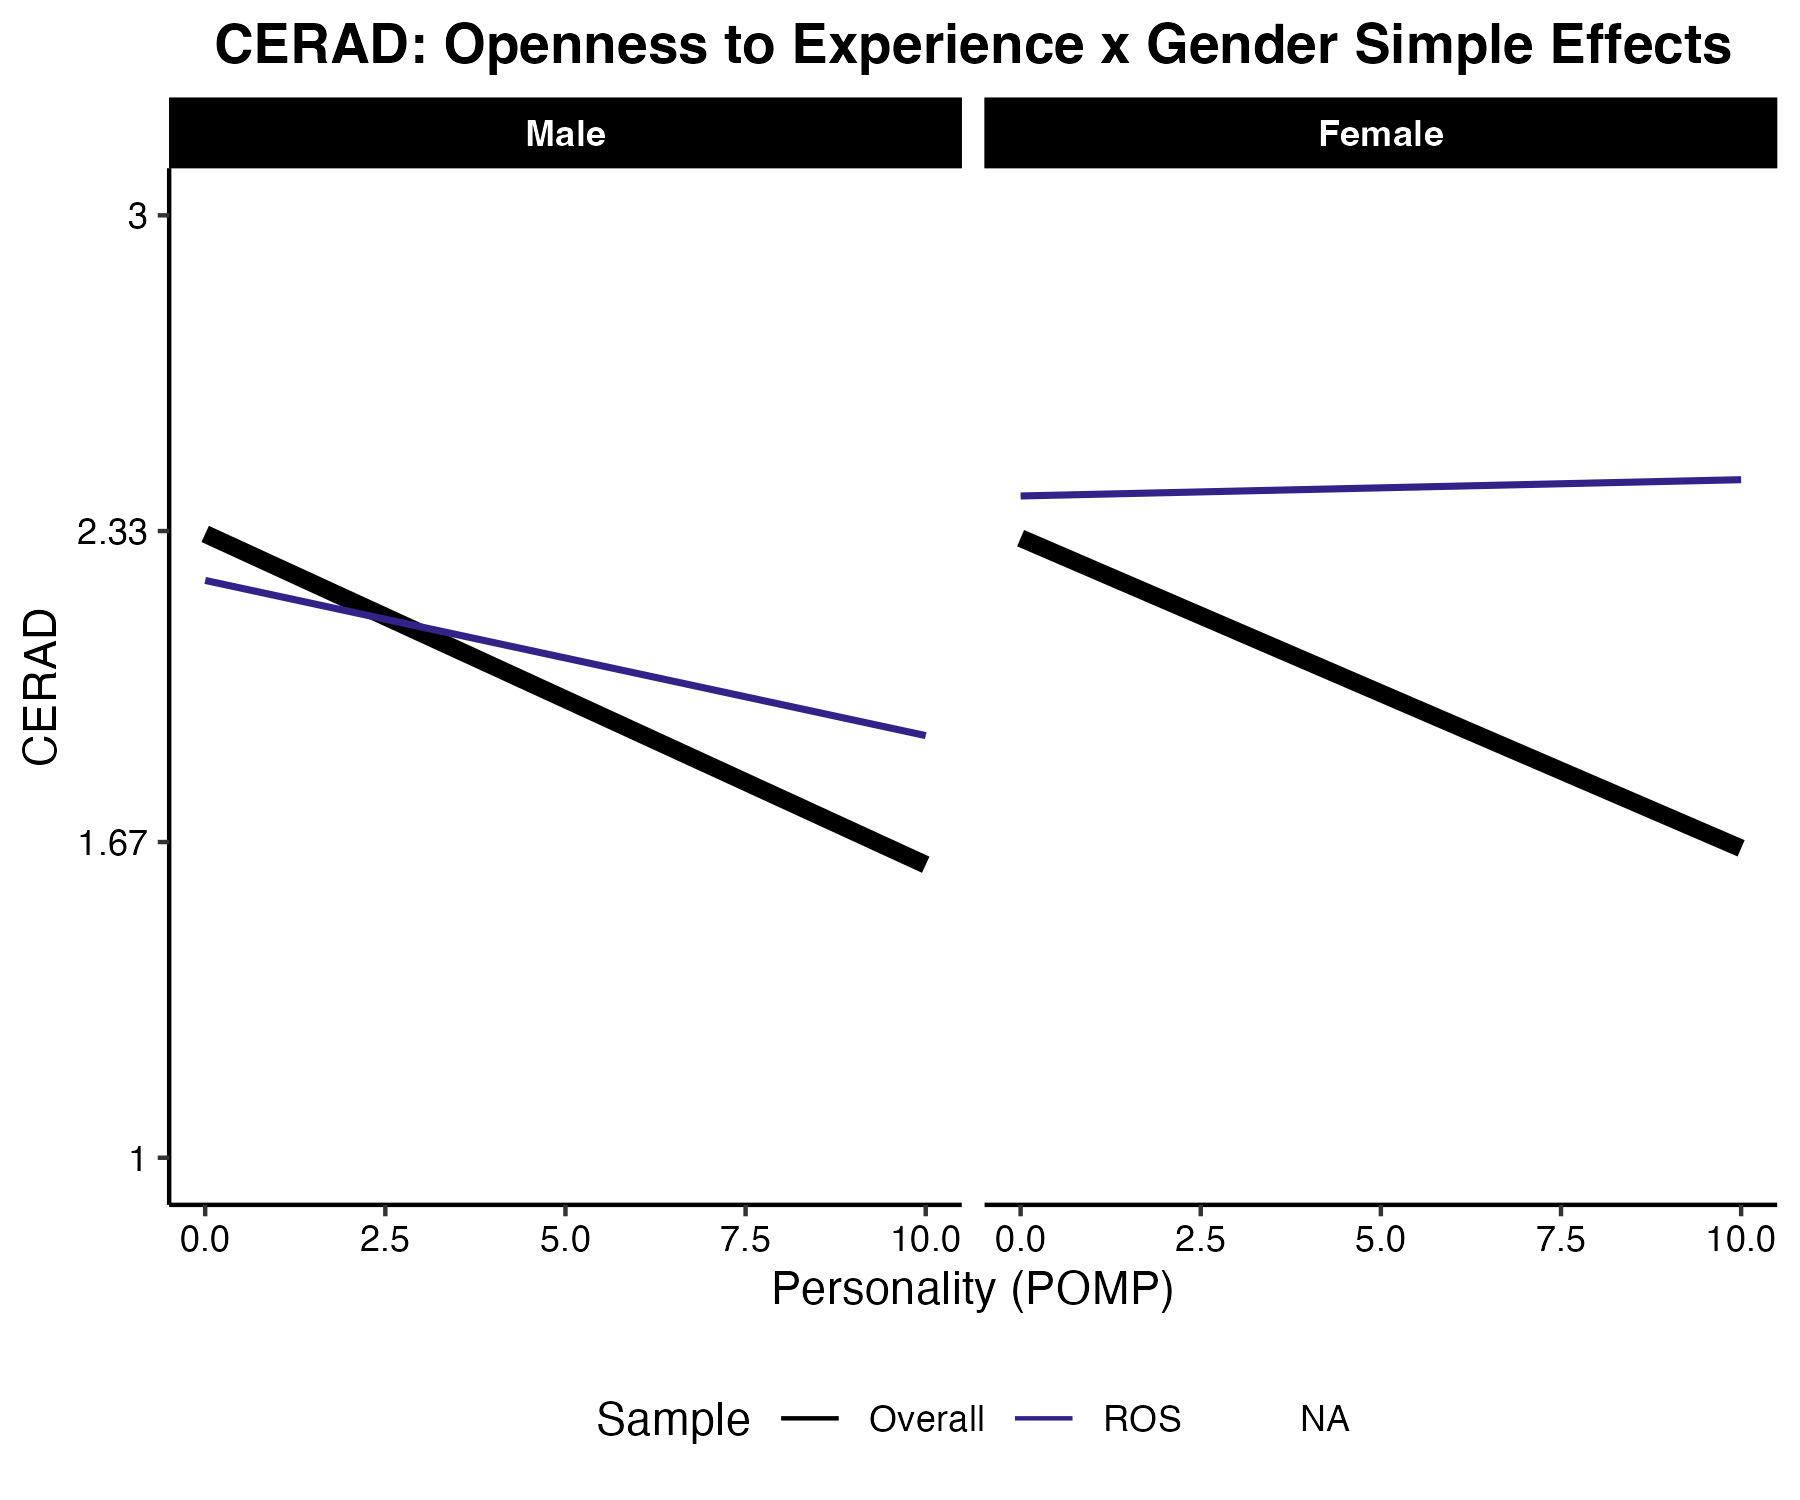 CERAD: Openness to Experience x Gender Simple Effects
Male
Female
3
2.33
1.67
1
CERAD
0.0 2.5 5.0 7.5 10.0 0.0 2.5 5.0 7.5 10.0
Personality (POMP)
Sample Overall ROS NA